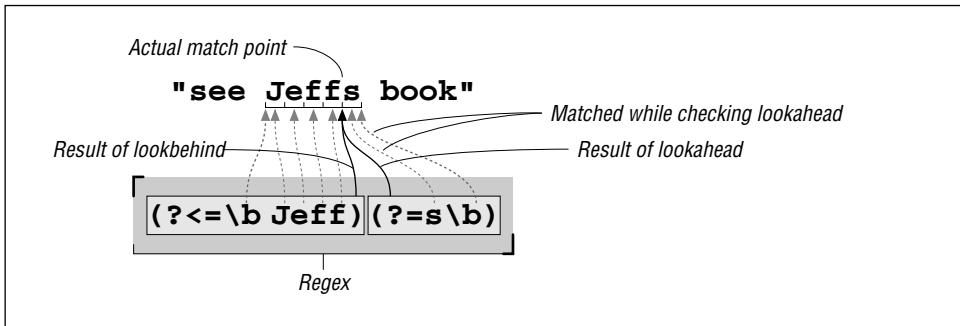 Actual match point
"see Jeffs book"
Matched while checking lookahead
Result of lookbehind
Result of lookahead
(?<=\b Jeff)(?=s\b)
Regex